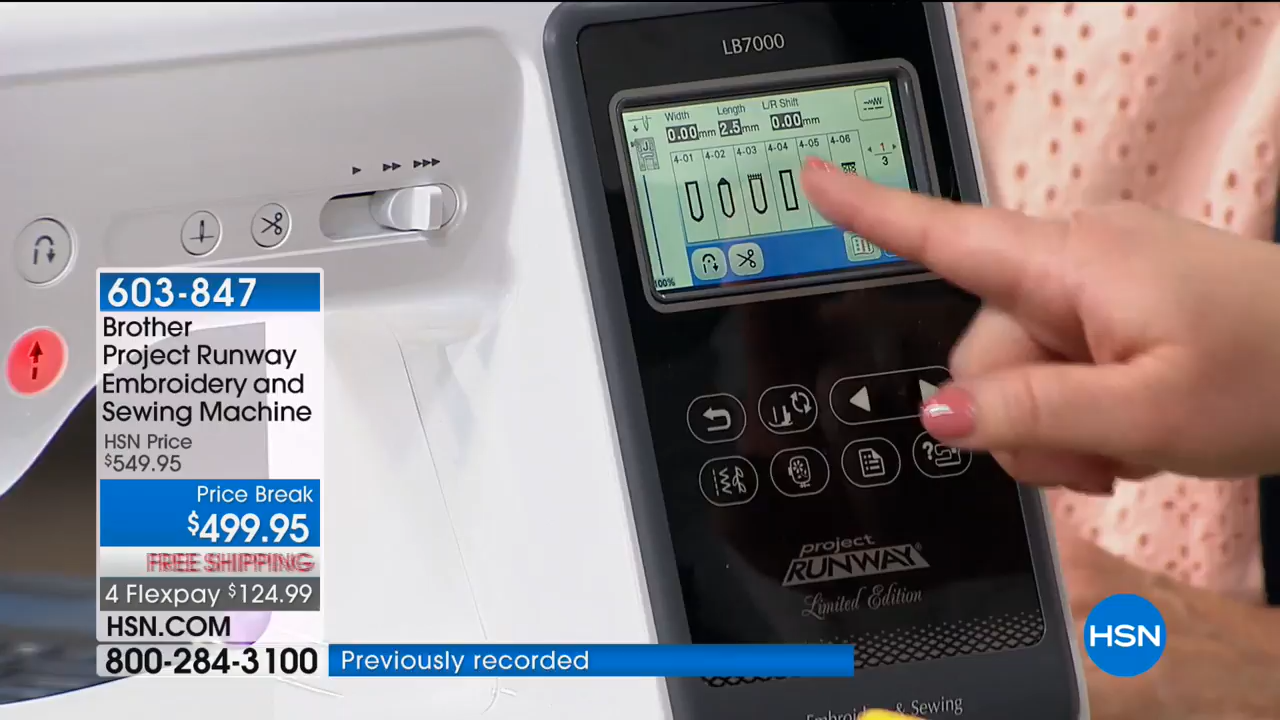 LB7000
Width
Length
L/R Shift
0.00mm
2.5mm
0.00mm
4-01
4-02
4-03
4-04
4-05
4-06
1
3
100%
603-847
Brother
Project Runway
Embroidery and
Sewing Machine
HSN Price
$549.95
Price Break
$499.95
FREE SHIPPING
4 Flexpay $124.99
HSN.COM
800-284-3100
Previously recorded
project
RUNWAY®
Limited Edition
HSN
Embroidery & Sewing